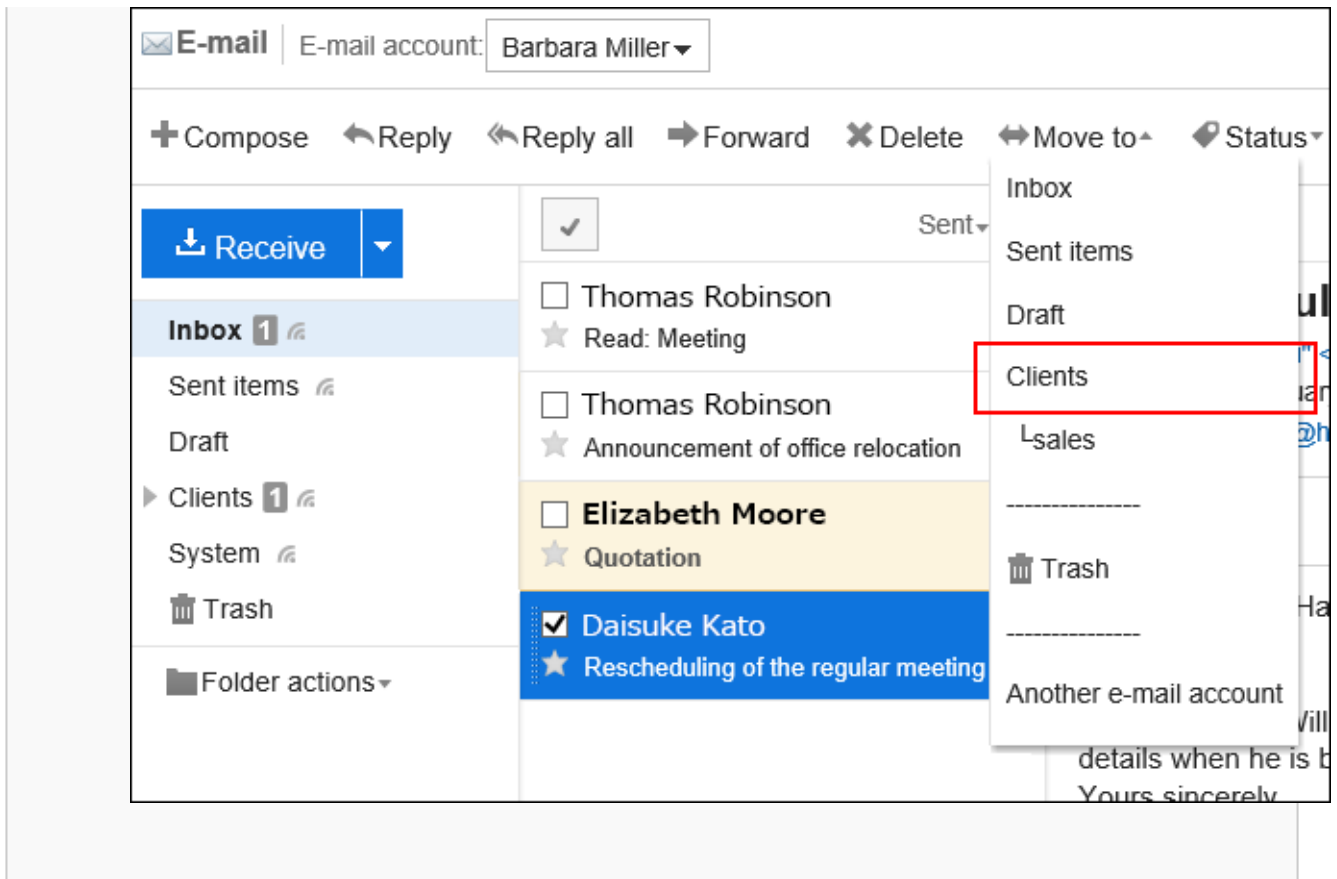 E-mail E-mail account: Barbara Miller
Compose Reply Reply all Forward Delete Move to Status
Receive
Inbox 1
Sent items
Draft
Clients 1
System
Trash
Folder actions
Sent
Thomas Robinson
Read: Meeting
Thomas Robinson
Announcement of office relocation
Elizabeth Moore
Quotation
Daisuke Kato
Rescheduling of the regular meeting
Inbox
Sent items
Draft
Clients
└sales
---------------
Trash
---------------
Another e-mail account
details when he is
Yours sincerely